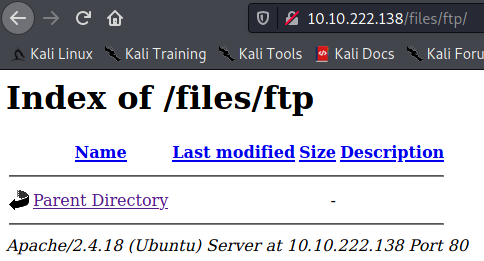 10.10.222.138/files/ftp/
Kali Linux Kali Training Kali Tools Kali Docs Kali Foru
Index of /files/ftp
Name Last modified Size Description
Parent Directory -
Apache/2.4.18 (Ubuntu) Server at 10.10.222.138 Port 80